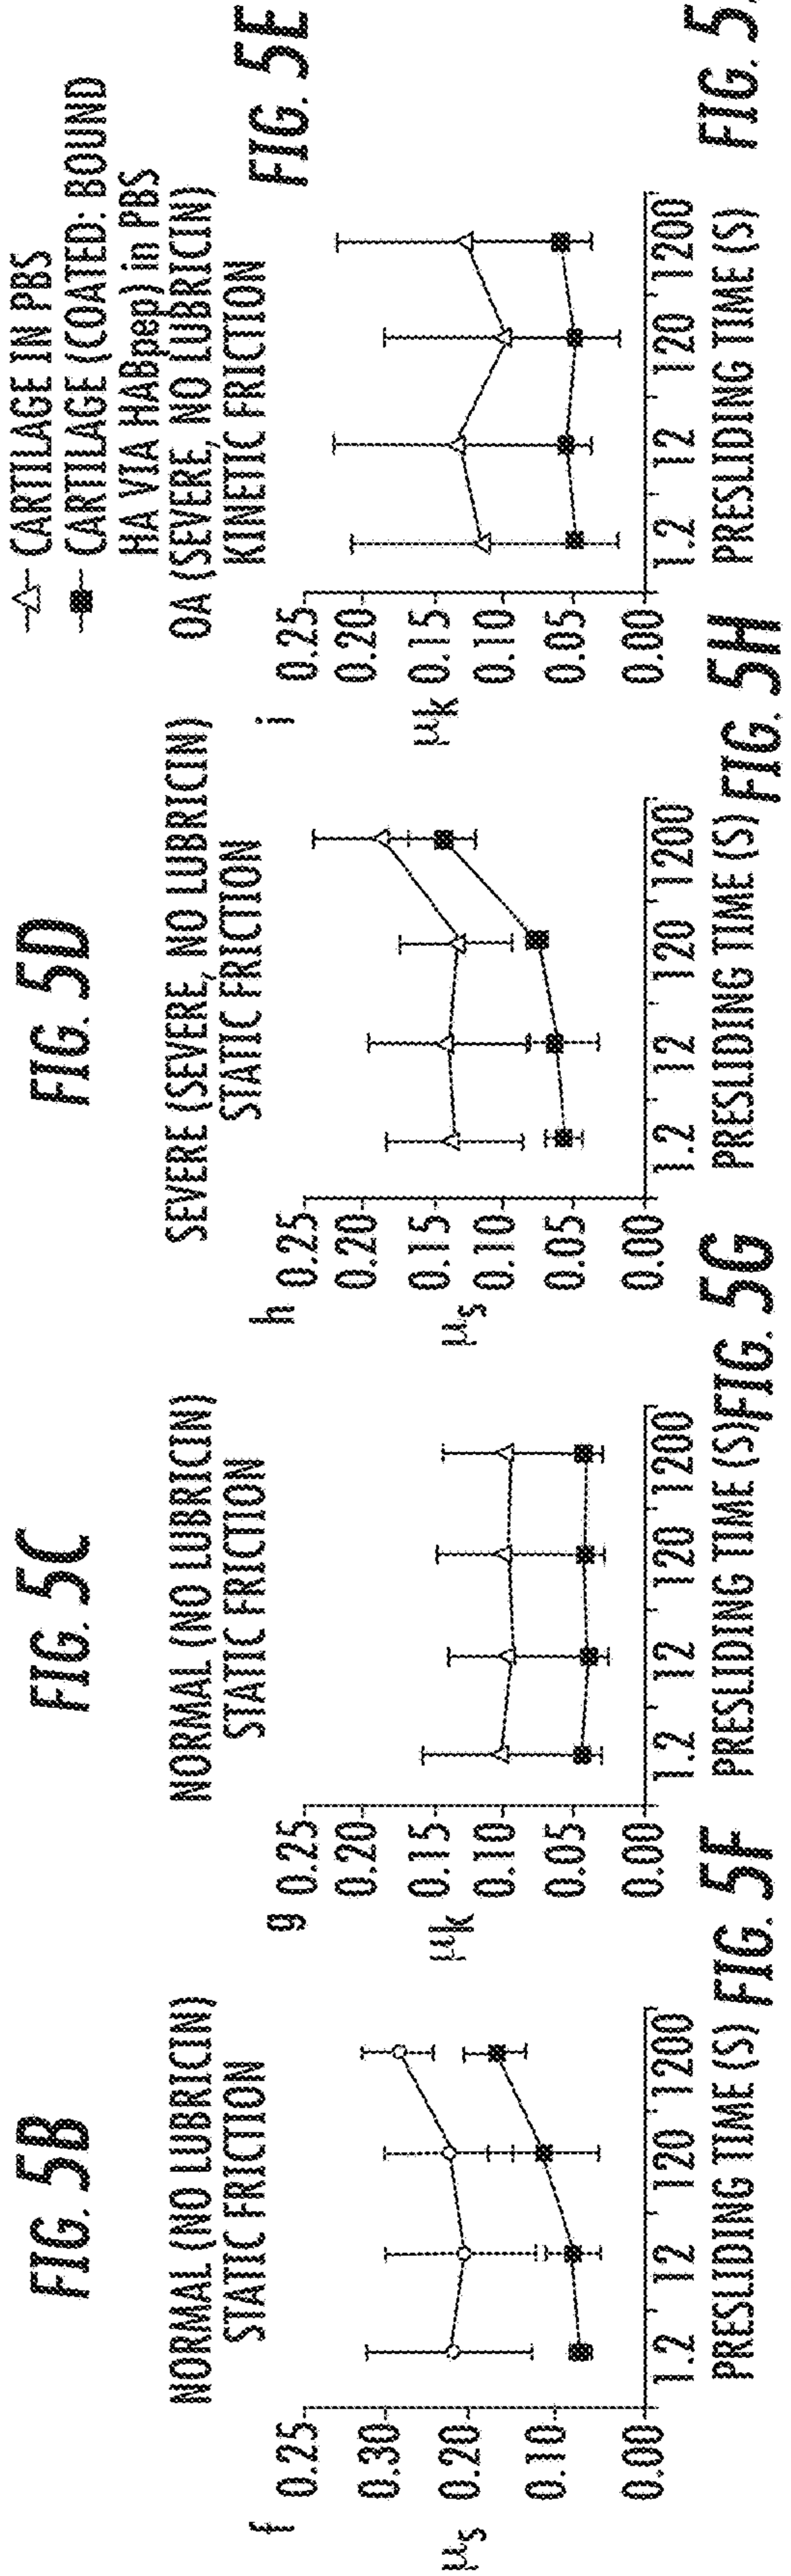 FIG. 5B
FIG. 5C
FIG. 5D
FIG. 5E
CARTILAGE IN PBS
CARTILAGE (COATED: BOUND
HA VIA HABpep) in PBS
f
NORMAL (NO LUBRICIN)
STATIC FRICTION
0.25
0.30
0.20
0.10
0.00
μs
1.2 12 120 1200
PRESLIDING TIME (S)
FIG. 5F
g
NORMAL (NO LUBRICIN)
STATIC FRICTION
0.25
0.20
0.15
0.10
0.05
0.00
μk
1.2 12 120 1200
PRESLIDING TIME (S)
FIG. 5G
h
SEVERE (SEVERE, NO LUBRICIN)
STATIC FRICTION
0.25
0.20
0.15
0.10
0.05
0.00
μs
1.2 12 120 1200
PRESLIDING TIME (S)
FIG. 5H
i
OA (SEVERE, NO LUBRICIN)
KINETIC FRICTION
0.25
0.20
0.15
0.10
0.05
0.00
μk
1.2 12 120 1200
PRESLIDING TIME (S)
FIG. 5